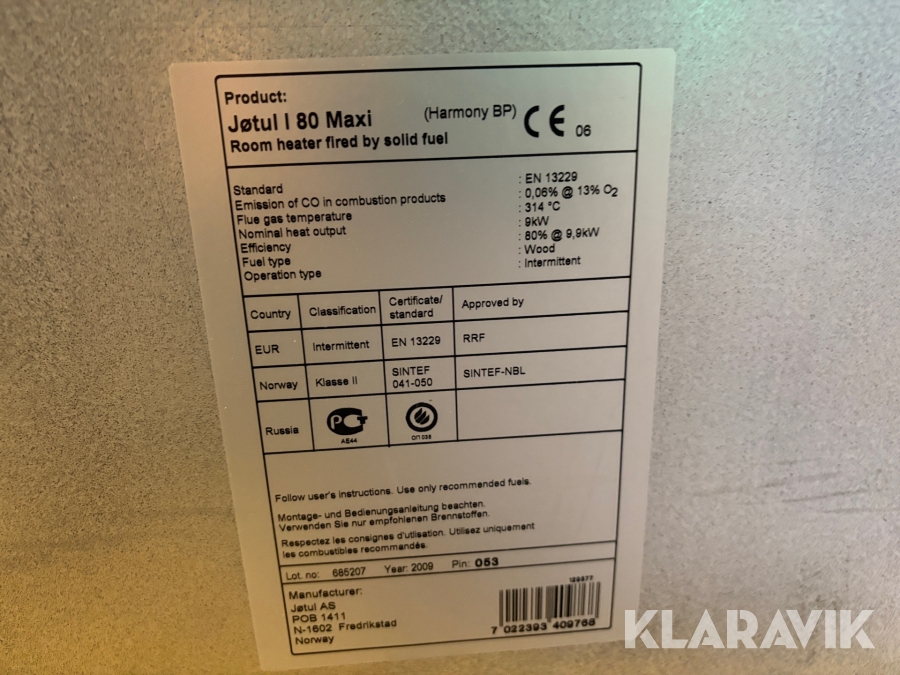 Product:
Jøtul I 80 Maxi (Harmony BP) CE 06
Room heater fired by solid fuel
Standard : EN 13229
Emission of CO in combustion products : 0,06% @ 13% O2
Flue gas temperature : 314 °C
Nominal heat output : 9kW
Efficiency : 80% @ 9,9kW
Fuel type : Wood
Operation type : Intermittent
Country Classification Certificate/ standard Approved by
EUR Intermittent EN 13229 RRF
Norway Klasse II SINTEF 041-050 SINTEF-NBL
Russia
АЕ44 ОП 035
Follow user's instructions. Use only recommended fuels.
Montage- und Bedienungsanleitung beachten.
Verwenden Sie nur empfohlenen Brennstoffen.
Respectez les consignes d'utlisation. Utilisez uniquement
les combustibles recommandés.
Lot. no: 685207 Year: 2009 Pin: 053
Manufacturer:
Jøtul AS
POB 1411
N-1602 Fredrikstad
Norway
129977
7 022393 409768
KLARAVIK